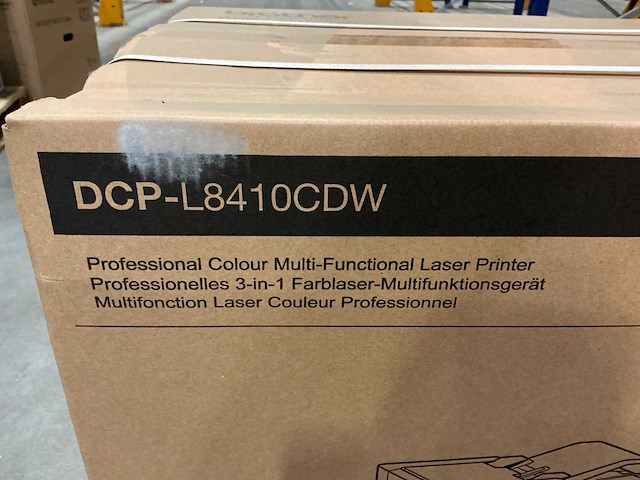 DCP-L8410CDW
Professional Colour Multi-Functional Laser Printer
Professionelles 3-in-1 Farblaser-Multifunktionsgerät
Multifonction Laser Couleur Professionnel